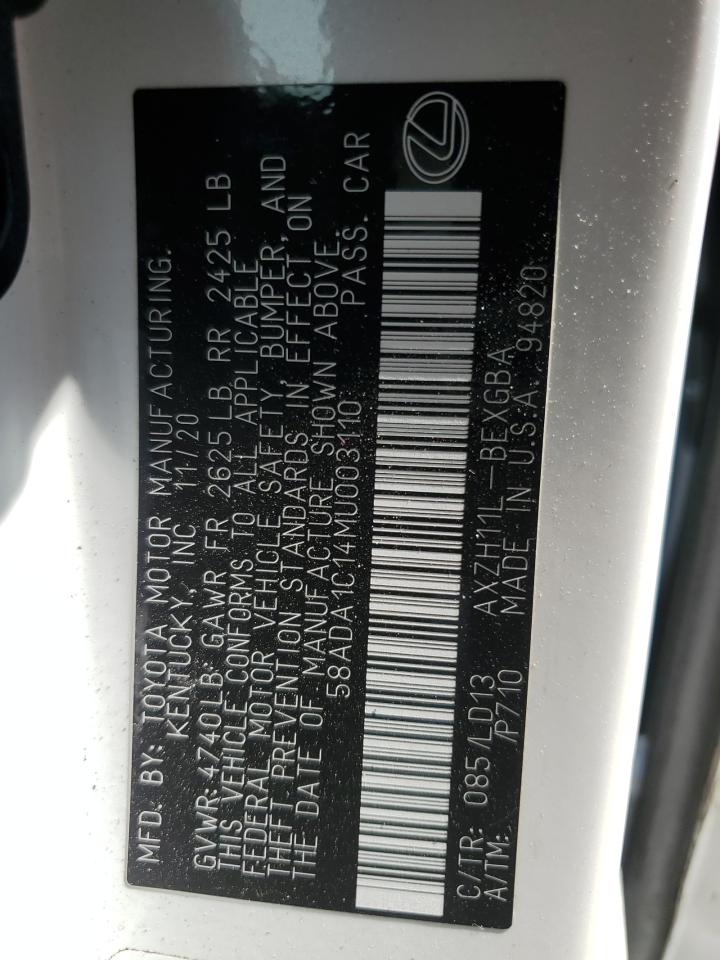 MFD. BY: TOYOTA MOTOR MANUFACTURING.
KENTUCKY, INC 11/20
GVWR: 4740 LB. GAWR FR 2625 LB. RR 2425 LB
THIS VEHICLE CONFORMS TO ALL APPLICABLE
FEDERAL MOTOR VEHICLE SAFETY, BUMPER, AND
THEFT PREVENTION STANDARDS IN EFFECT ON
THE DATE OF MANUFACTURE SHOWN ABOVE.
58ADA1C14MU003110 PASS. CAR
C/TR: 085/LD13 AXZH11L-BEXGBA
A/TM: /P710 MADE IN U.S.A. 94820